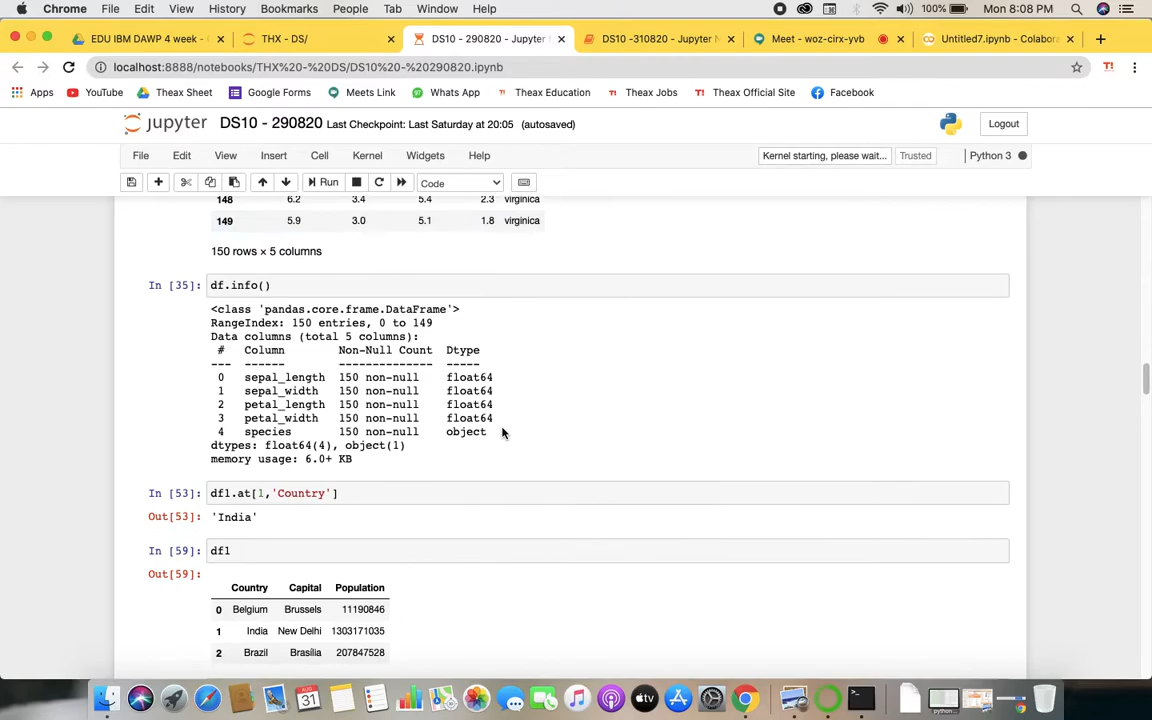 Chrome File Edit View History Bookmarks People Tab Window Help 100% Mon 8:08 PM
EDU IBM DAWP 4 week - THX - DS/ DS10 - 290820 - Jupyter DS10 -310820 - Jupyter Meet - woz-cirx-yvb Untitled7.ipynb - Colabora
localhost:8888/notebooks/THX%20-%20DS/DS10%20-%20290820.ipynb
Apps YouTube Theax Sheet Google Forms Meets Link Whats App Theax Education Theax Jobs Theax Official Site Facebook
jupyter DS10 - 290820 Last Checkpoint: Last Saturday at 20:05 (autosaved) Logout
File Edit View Insert Cell Kernel Widgets Help Kernel starting, please wait... Trusted Python 3
Run Code
148 6.2 3.4 5.4 2.3 virginica
149 5.9 3.0 5.1 1.8 virginica
150 rows × 5 columns
In [35]: df.info()
<class 'pandas.core.frame.DataFrame'>
RangeIndex: 150 entries, 0 to 149
Data columns (total 5 columns):
# Column Non-Null Count Dtype
--- ------ -------------- -----
0 sepal_length 150 non-null float64
1 sepal_width 150 non-null float64
2 petal_length 150 non-null float64
3 petal_width 150 non-null float64
4 species 150 non-null object
dtypes: float64(4), object(1)
memory usage: 6.0+ KB
In [53]: df1.at[1,'Country']
Out[53]: 'India'
In [59]: df1
Out[59]:
Country Capital Population
0 Belgium Brussels 11190846
1 India New Delhi 1303171035
2 Brazil Brasília 207847528